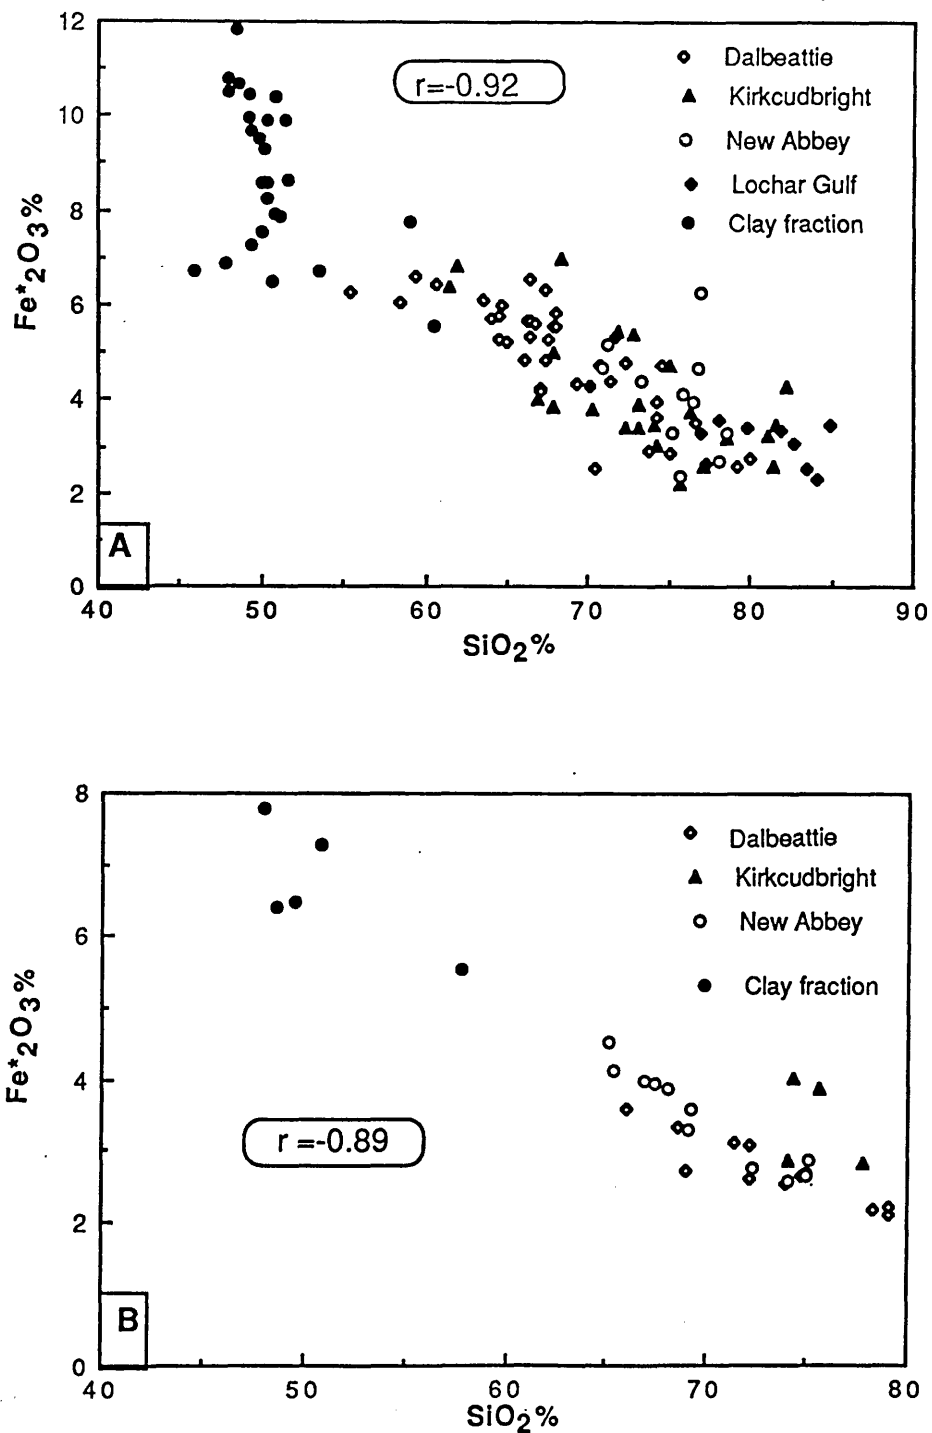 12
10
8
6
4
2
0
Fe*2O3%
r=-0.92
Dalbeattie
Kirkcudbright
New Abbey
Lochar Gulf
Clay fraction
A
40 50 60 70 80 90
SiO2%
8
6
4
2
0
Fe*2O3%
Dalbeattie
Kirkcudbright
New Abbey
Clay fraction
r =-0.89
B
40 50 60 70 80
SiO2%